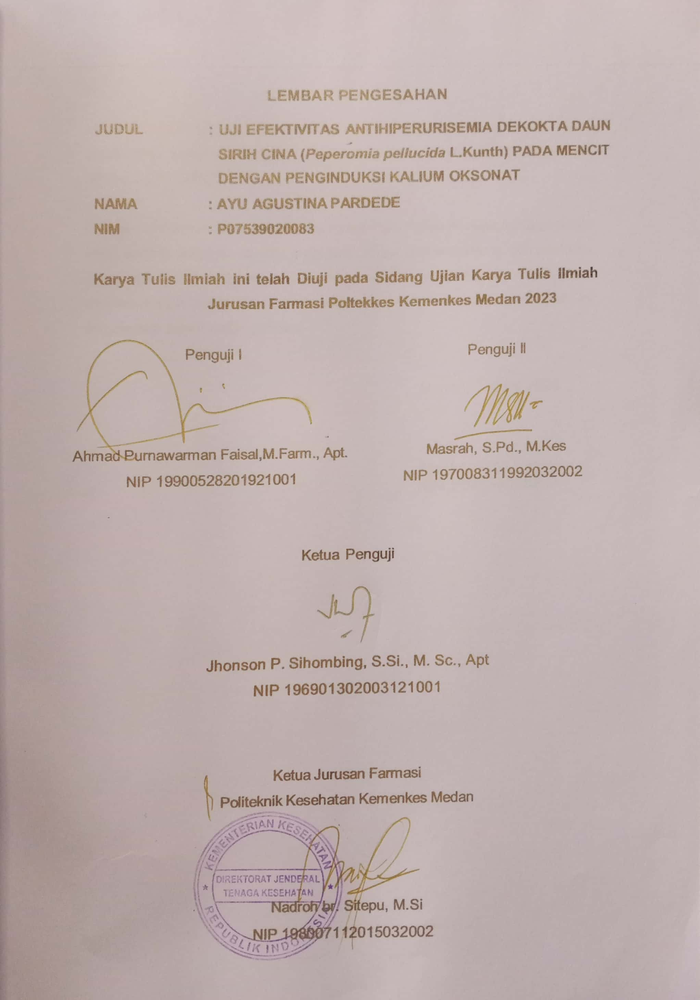 LEMBAR PENGESAHAN
JUDUL : UJI EFEKTIVITAS ANTIHIPERURISEMIA DEKOKTA DAUN
SIRIH CINA (Peperomia pellucida L.Kunth) PADA MENCIT
DENGAN PENGINDUKSI KALIUM OKSONAT
NAMA : AYU AGUSTINA PARDEDE
NIM : P07539020083
Karya Tulis Ilmiah ini telah Diuji pada Sidang Ujian Karya Tulis Ilmiah
Jurusan Farmasi Poltekkes Kemenkes Medan 2023
Penguji I
Penguji II
Ahmad Purnawarman Faisal,M.Farm., Apt.
NIP 19900528201921001
Masrah, S.Pd., M.Kes
NIP 197008311992032002
Ketua Penguji
Jhonson P. Sihombing, S.Si., M. Sc., Apt
NIP 196901302003121001
Ketua Jurusan Farmasi
Politeknik Kesehatan Kemenkes Medan
KEMENTERIAN KESEHATAN
DIREKTORAT JENDERAL
TENAGA KESEHATAN
REPUBLIK INDONESIA
Nadroh br. Sitepu, M.Si
NIP 198007112015032002